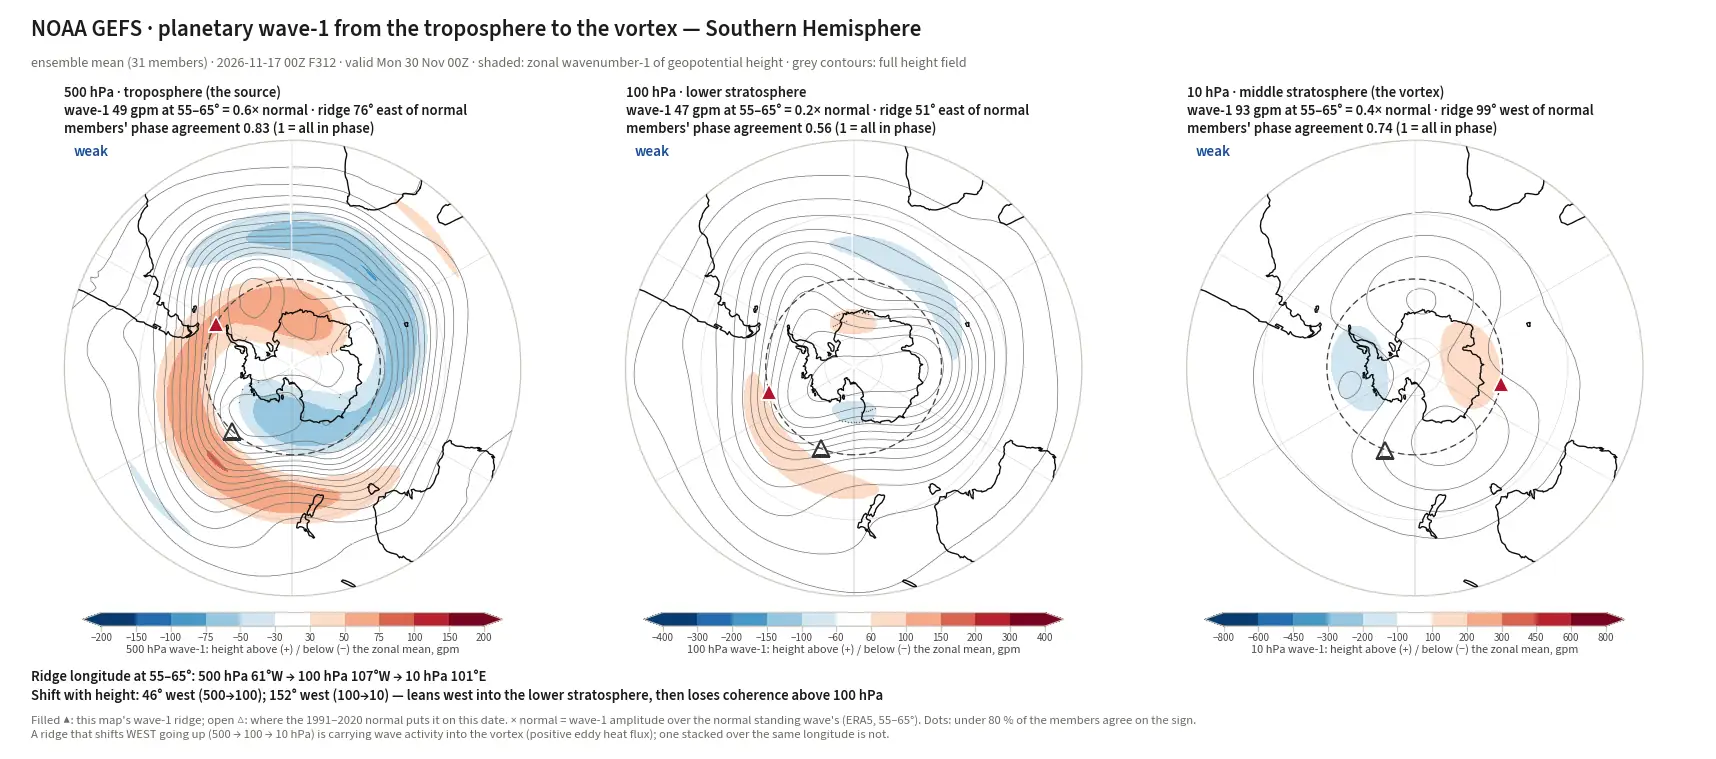 NOAA GEFS · planetary wave-1 from the troposphere to the vortex — Southern Hemisphere
ensemble mean (31 members) · 2026-11-17 00Z F312 · valid Mon 30 Nov 00Z · shaded: zonal wavenumber-1 of geopotential height · grey contours: full height field
500 hPa · troposphere (the source)
wave-1 49 gpm at 55–65° = 0.6× normal · ridge 76° east of normal
members' phase agreement 0.83 (1 = all in phase)
weak
100 hPa · lower stratosphere
wave-1 47 gpm at 55–65° = 0.2× normal · ridge 51° east of normal
members' phase agreement 0.56 (1 = all in phase)
weak
10 hPa · middle stratosphere (the vortex)
wave-1 93 gpm at 55–65° = 0.4× normal · ridge 99° west of normal
members' phase agreement 0.74 (1 = all in phase)
weak
−200 −150 −100 −75 −50 −30 30 50 75 100 150 200
500 hPa wave-1: height above (+) / below (−) the zonal mean, gpm
−400 −300 −200 −150 −100 −60 60 100 150 200 300 400
100 hPa wave-1: height above (+) / below (−) the zonal mean, gpm
−800 −600 −450 −300 −200 −100 100 200 300 450 600 800
10 hPa wave-1: height above (+) / below (−) the zonal mean, gpm
Ridge longitude at 55–65°: 500 hPa 61°W → 100 hPa 107°W → 10 hPa 101°E
Shift with height: 46° west (500→100); 152° west (100→10) — leans west into the lower stratosphere, then loses coherence above 100 hPa
Filled ▲: this map's wave-1 ridge; open △: where the 1991–2020 normal puts it on this date. × normal = wave-1 amplitude over the normal standing wave's (ERA5, 55–65°). Dots: under 80 % of the members agree on the sign.
A ridge that shifts WEST going up (500 → 100 → 10 hPa) is carrying wave activity into the vortex (positive eddy heat flux); one stacked over the same longitude is not.